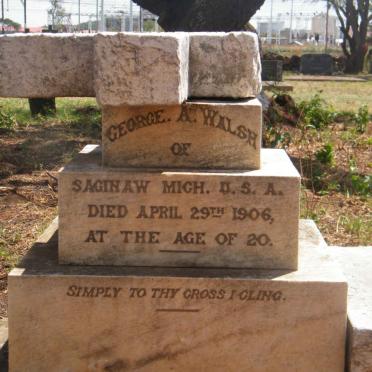 GEORGE. A. WALSH
OF
SAGINAW MICH. U.S.A.
DIED APRIL 29TH 1906,
AT THE AGE OF 20.
SIMPLY TO THY CROSS I CLING.